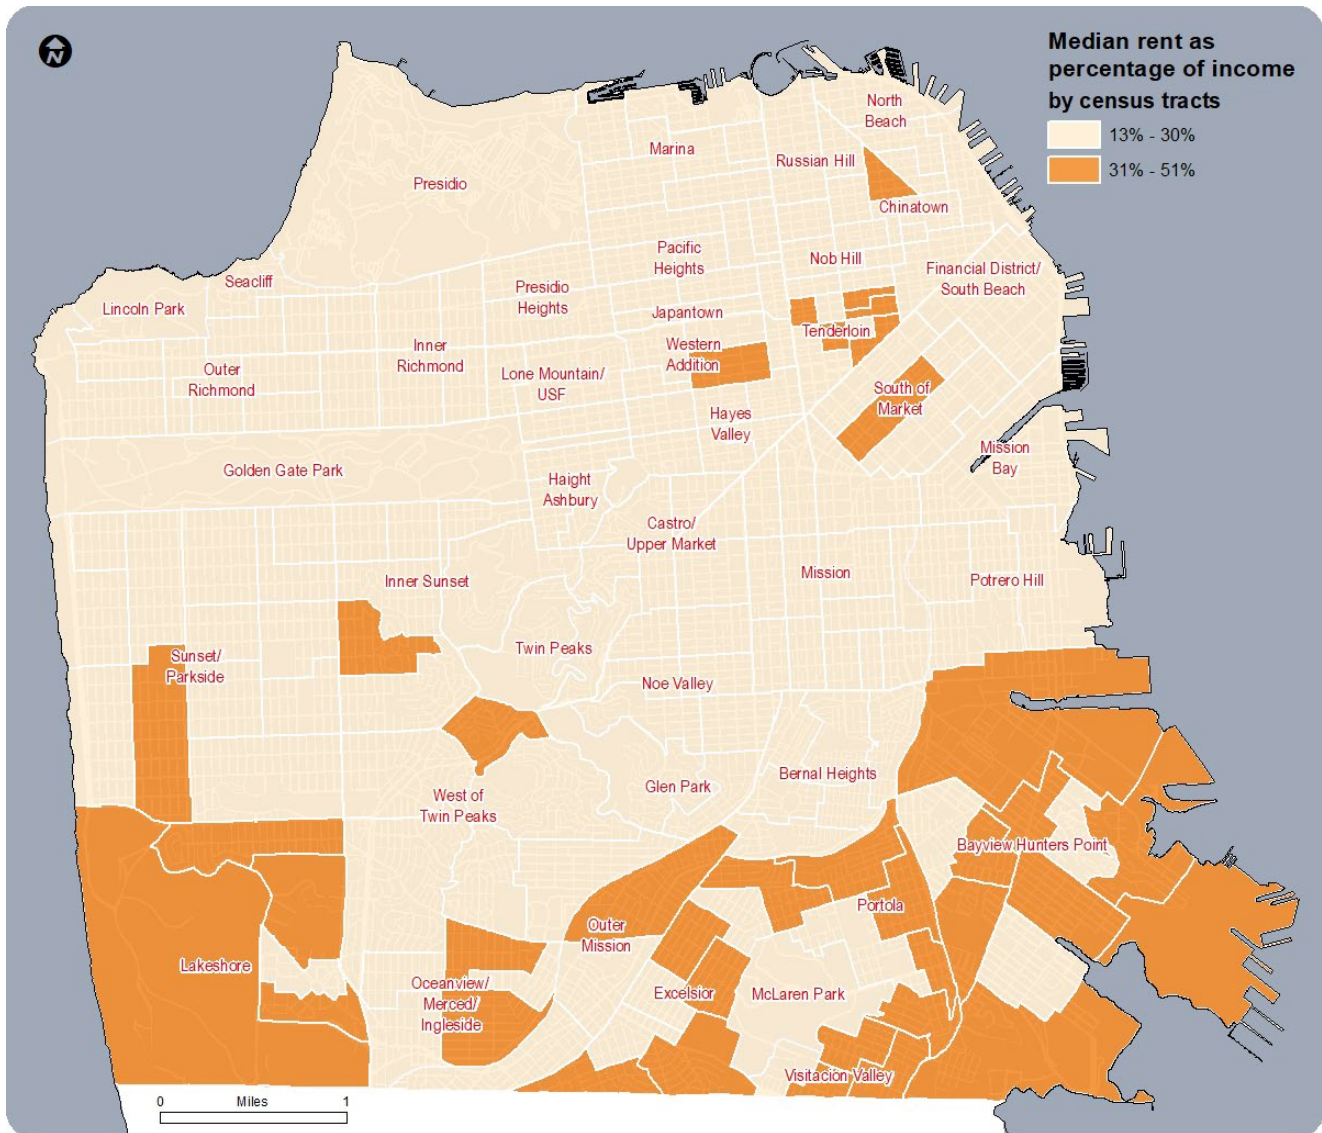 N
Median rent as
percentage of income
by census tracts
13% - 30%
31% - 51%
North
Beach
Marina
Russian Hill
Presidio
Chinatown
Pacific
Heights
Nob Hill
Financial District/
South Beach
Seacliff
Lincoln Park
Presidio
Heights
Japantown
Tenderloin
Western
Addition
Inner
Richmond
Outer
Richmond
Lone Mountain/
USF
South of
Market
Hayes
Valley
Mission
Bay
Golden Gate Park
Haight
Ashbury
Castro/
Upper Market
Inner Sunset
Mission
Potrero Hill
Twin Peaks
Sunset/
Parkside
Noe Valley
Bernal Heights
Glen Park
West of
Twin Peaks
Bayview Hunters Point
Portola
Outer
Mission
Lakeshore
Oceanview/
Merced/
Ingleside
Excelsior
McLaren Park
Visitacion Valley
0 Miles 1